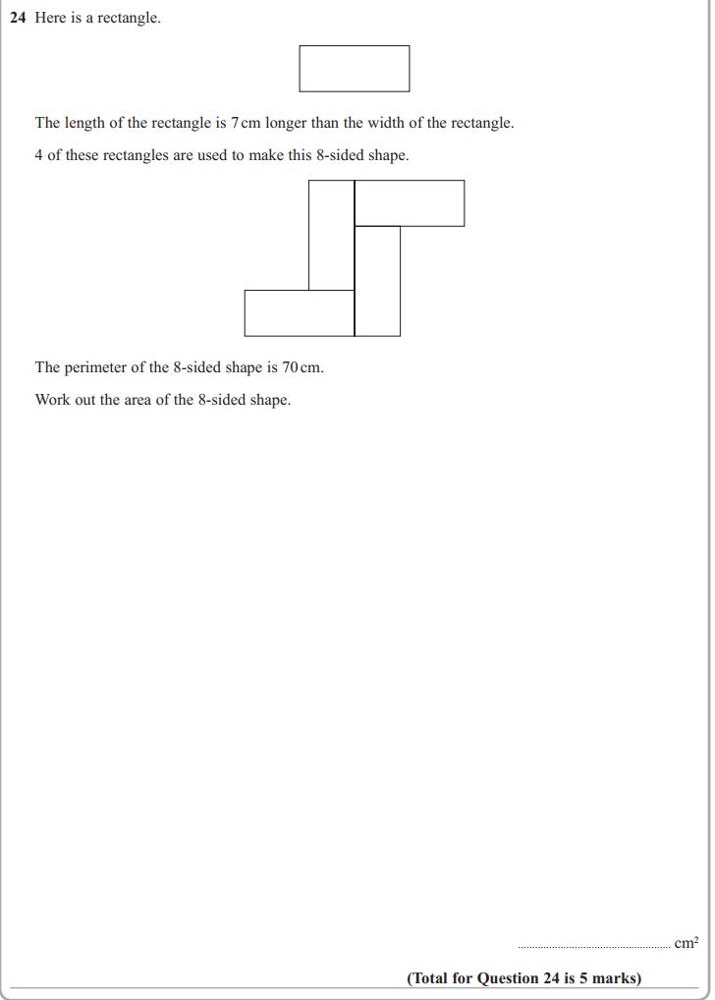 24 Here is a rectangle.
The length of the rectangle is 7 cm longer than the width of the rectangle.
4 of these rectangles are used to make this 8-sided shape.
The perimeter of the 8-sided shape is 70 cm.
Work out the area of the 8-sided shape.
.............................................................. cm²
(Total for Question 24 is 5 marks)